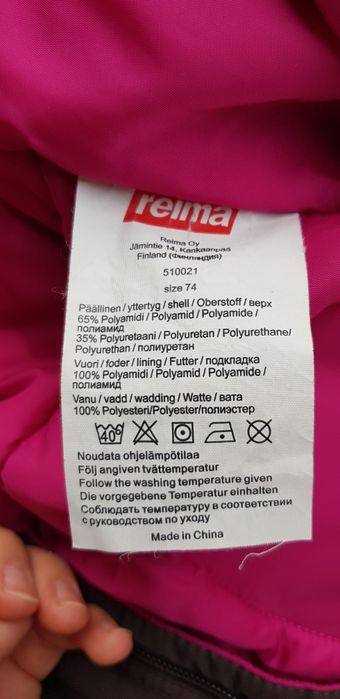 reima
Reima Oy
Jämintie 14, Kankaanpää
Finland (Финляндия)
510021
size 74
Päällinen / yttertyg / shell / Oberstoff / верх
65% Polyamidi / Polyamid / Polyamide /
полиамид
35% Polyuretaani / Polyuretan / Polyurethane/
Polyurethan / полиуретан
Vuori / foder / lining / Futter / подкладка
100% Polyamidi / Polyamid / Polyamide /
полиамид
Vanu / vadd / wadding / Watte / вата
100% Polyesteri/Polyester/полиэстер
40°
Noudata ohjelämpötilaa
Följ angiven tvättemperatur
Follow the washing temperature given
Die vorgegebene Temperatur einhalten
Соблюдать температуру в соответствии
с руководством по уходу
Made in China